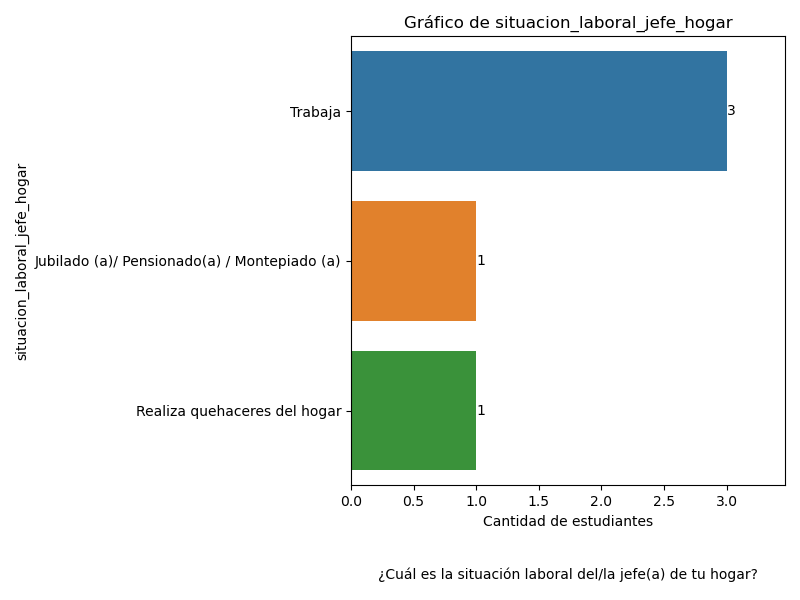 Gráfico de situacion_laboral_jefe_hogar
situacion_laboral_jefe_hogar
Trabaja
3
Jubilado (a)/ Pensionado(a) / Montepiado (a)
1
Realiza quehaceres del hogar
1
0.0 0.5 1.0 1.5 2.0 2.5 3.0
Cantidad de estudiantes
¿Cuál es la situación laboral del/la jefe(a) de tu hogar?